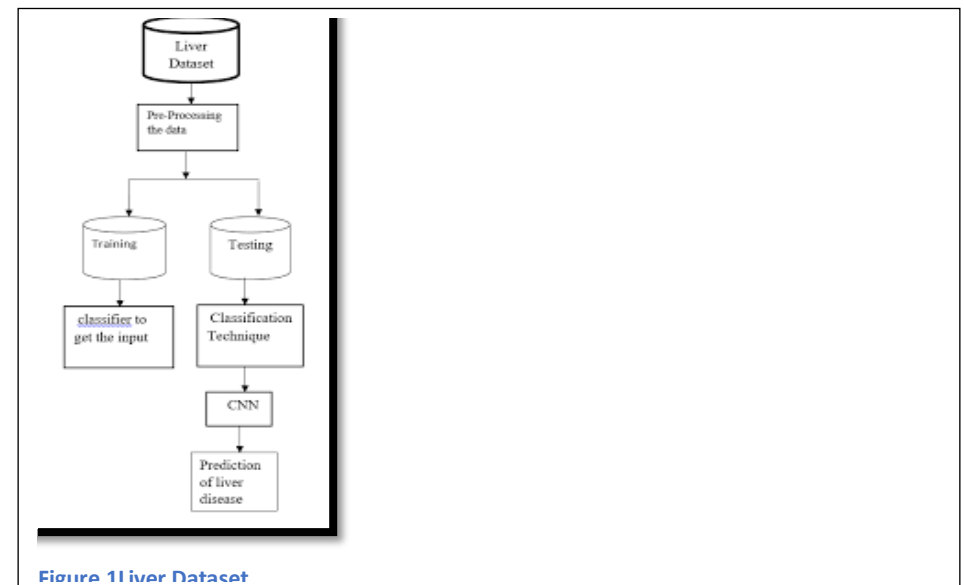 Liver
Dataset
Pre-Processing
the data
Training
Testing
classifier to
get the input
Classification
Technique
CNN
Prediction
of liver
disease
Figure 1Liver Dataset